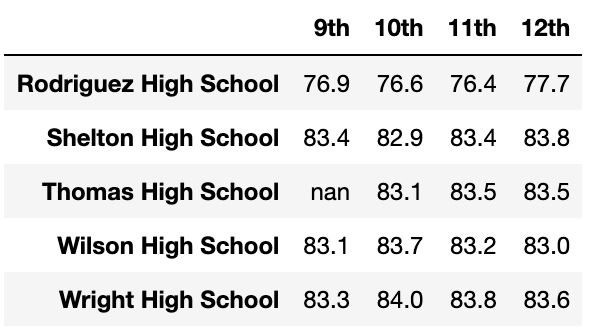 9th 10th 11th 12th
Rodriguez High School 76.9 76.6 76.4 77.7
Shelton High School 83.4 82.9 83.4 83.8
Thomas High School nan 83.1 83.5 83.5
Wilson High School 83.1 83.7 83.2 83.0
Wright High School 83.3 84.0 83.8 83.6